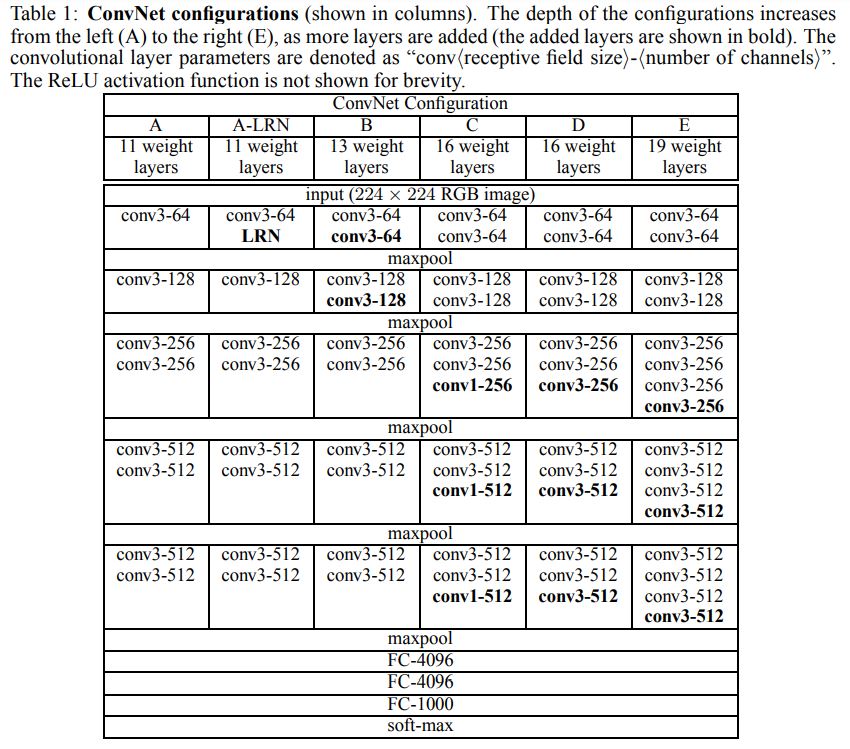 Table 1: ConvNet configurations (shown in columns). The depth of the configurations increases
from the left (A) to the right (E), as more layers are added (the added layers are shown in bold). The
convolutional layer parameters are denoted as “conv⟨receptive field size⟩-⟨number of channels⟩”.
The ReLU activation function is not shown for brevity.
ConvNet Configuration
A A-LRN B C D E
11 weight 11 weight 13 weight 16 weight 16 weight 19 weight
layers layers layers layers layers layers
input (224 × 224 RGB image)
conv3-64 conv3-64 conv3-64 conv3-64 conv3-64 conv3-64
LRN conv3-64 conv3-64 conv3-64 conv3-64
maxpool
conv3-128 conv3-128 conv3-128 conv3-128 conv3-128 conv3-128
conv3-128 conv3-128 conv3-128 conv3-128
maxpool
conv3-256 conv3-256 conv3-256 conv3-256 conv3-256 conv3-256
conv3-256 conv3-256 conv3-256 conv3-256 conv3-256 conv3-256
conv1-256 conv3-256 conv3-256
conv3-256
maxpool
conv3-512 conv3-512 conv3-512 conv3-512 conv3-512 conv3-512
conv3-512 conv3-512 conv3-512 conv3-512 conv3-512 conv3-512
conv1-512 conv3-512 conv3-512
conv3-512
maxpool
conv3-512 conv3-512 conv3-512 conv3-512 conv3-512 conv3-512
conv3-512 conv3-512 conv3-512 conv3-512 conv3-512 conv3-512
conv1-512 conv3-512 conv3-512
conv3-512
maxpool
FC-4096
FC-4096
FC-1000
soft-max